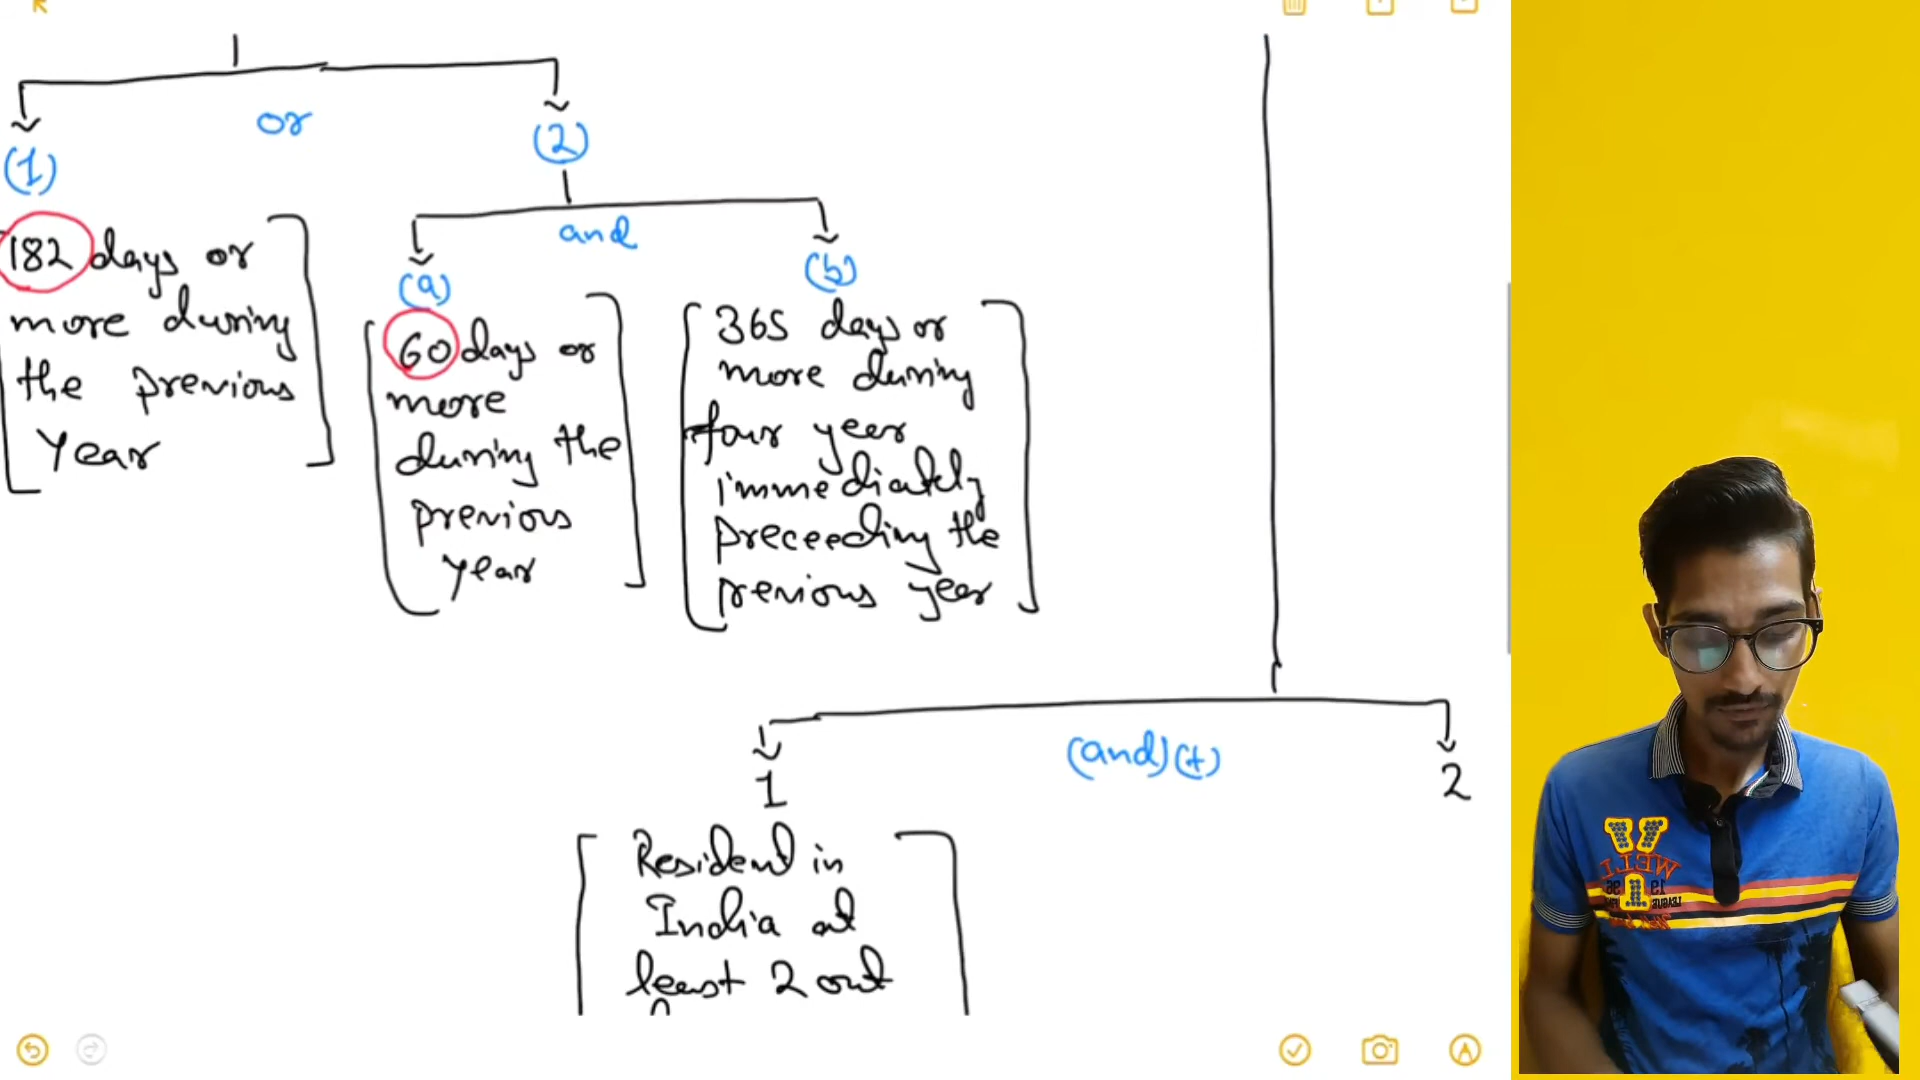 or
(1)
(2)
182 days or
more during
the previous
Year
and
(a)
(b)
60 days or
more
during the
previous
year
365 days or
more during
four year
immediately
preceeding the
previous year
(and) (+)
1
2
Resident in
India at
least 2 out
WELL